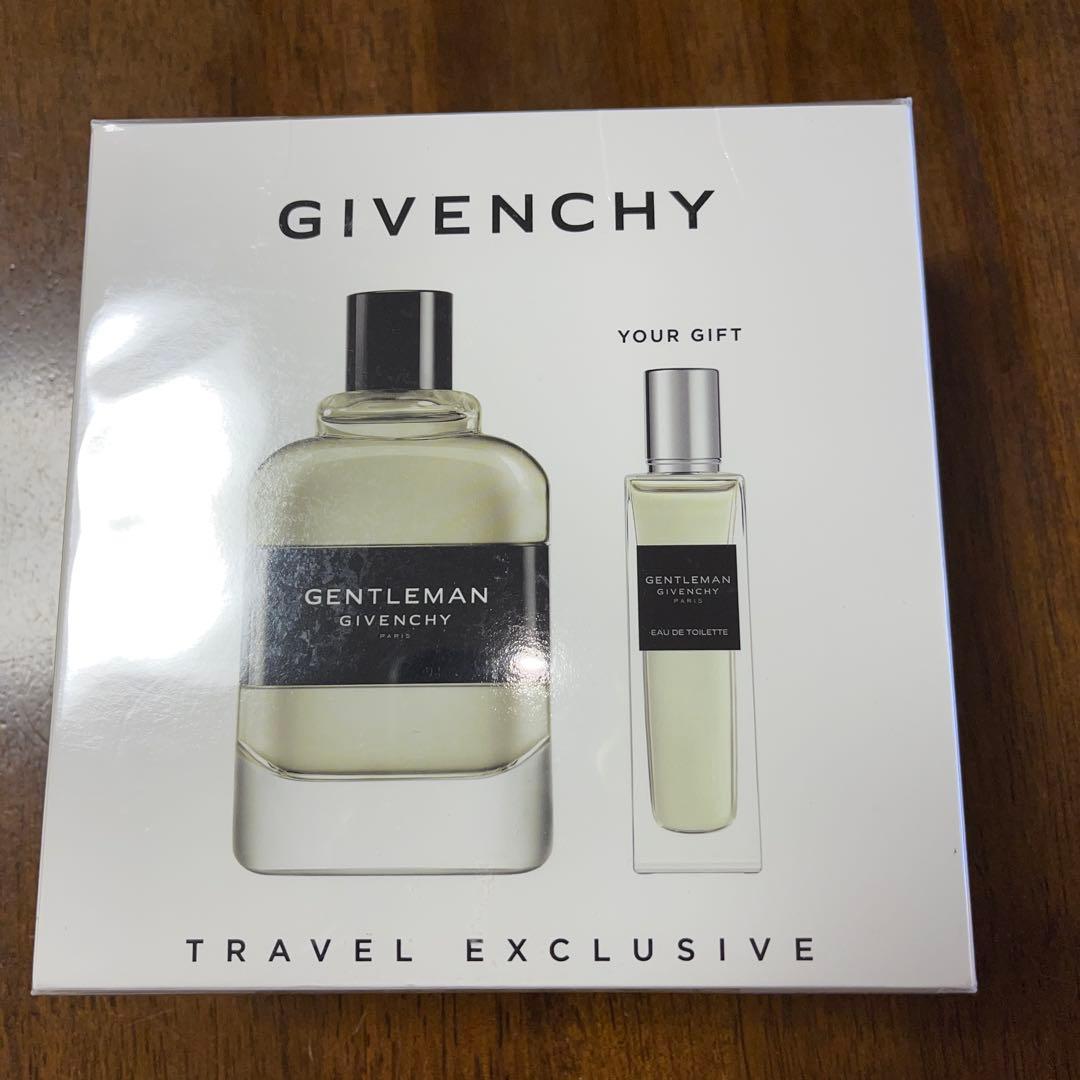 GIVENCHY
YOUR GIFT
GENTLEMAN
GIVENCHY
PARIS
GENTLEMAN
GIVENCHY
PARIS
EAU DE TOILETTE
TRAVEL EXCLUSIVE